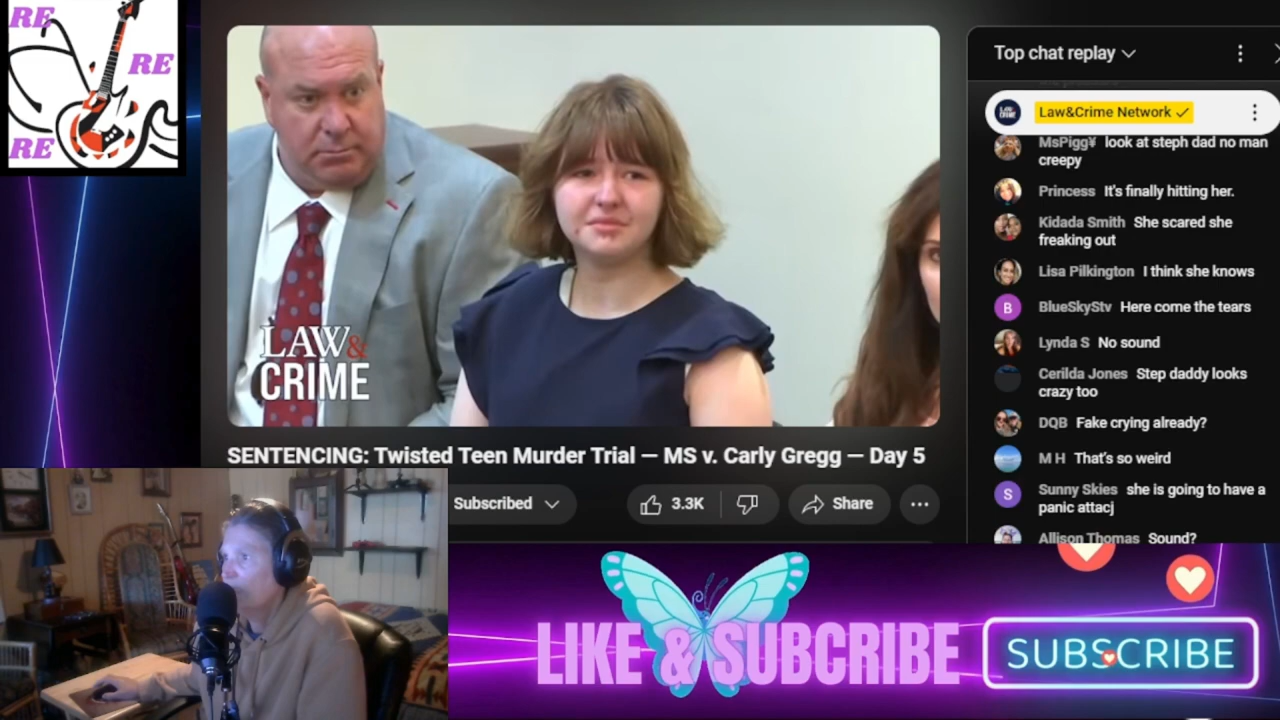 RE
RE
RE
LAW&
CRIME
SENTENCING: Twisted Teen Murder Trial — MS v. Carly Gregg — Day 5
Subscribed
3.3K
Share
Top chat replay
Law&Crime Network
MsPigg¥ look at steph dad no man
creepy
Princess It's finally hitting her.
Kidada Smith She scared she
freaking out
Lisa Pilkington I think she knows
B BlueSkyStv Here come the tears
Lynda S No sound
Cerilda Jones Step daddy looks
crazy too
DQB Fake crying already?
M H That's so weird
S Sunny Skies she is going to have a
panic attacj
Allison Thomas Sound?
LIKE & SUBCRIBE
SUBSCRIBE